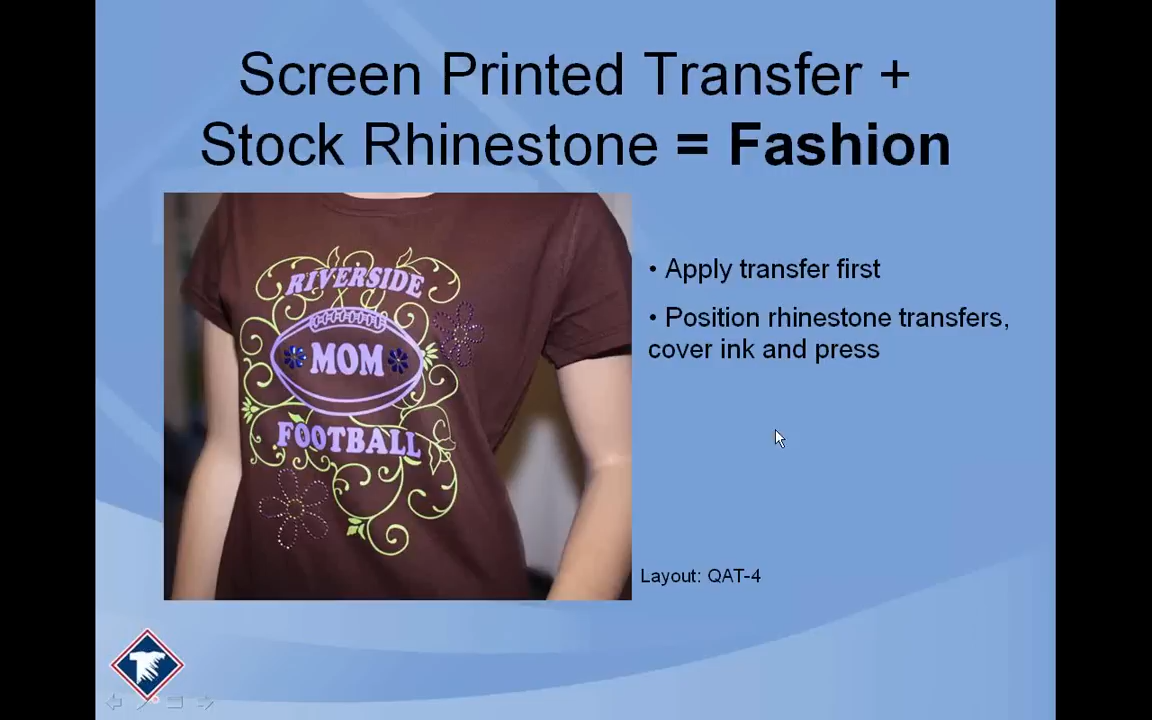 Screen Printed Transfer +
Stock Rhinestone = Fashion
RIVERSIDE
MOM
FOOTBALL
• Apply transfer first
• Position rhinestone transfers,
cover ink and press
Layout: QAT-4